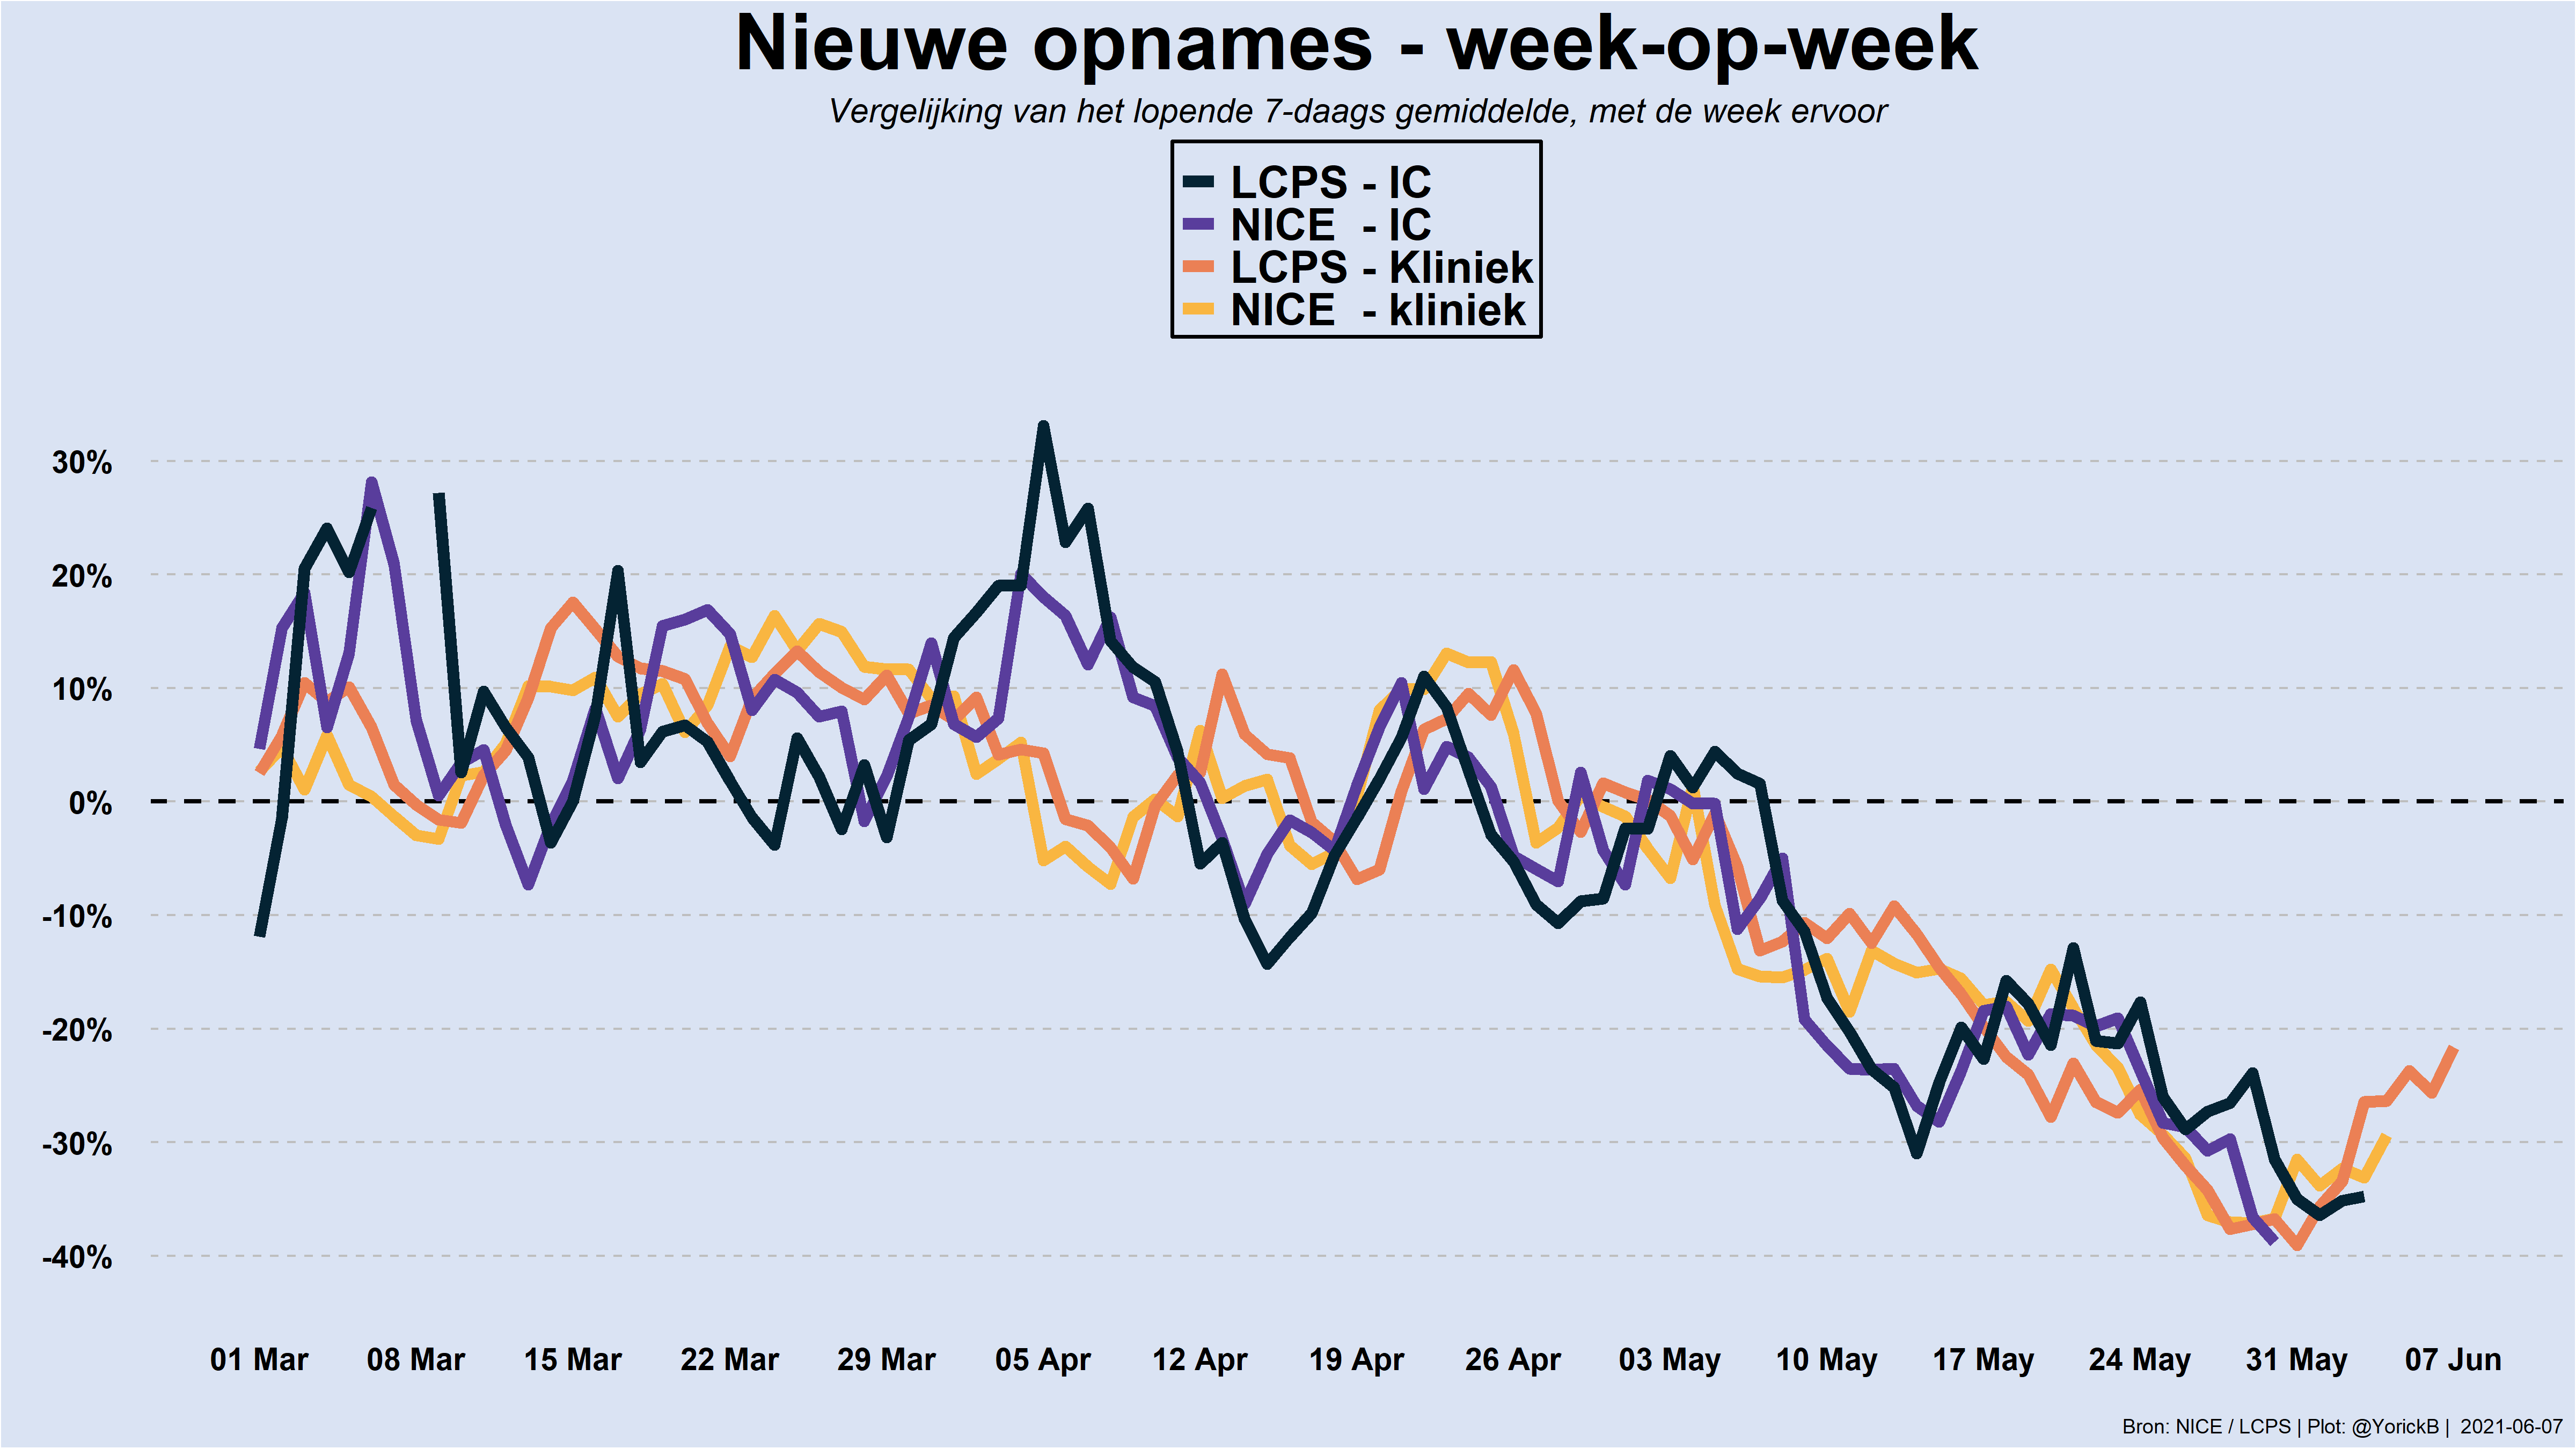 Nieuwe opnames - week-op-week
Vergelijking van het lopende 7-daags gemiddelde, met de week ervoor
LCPS - IC
NICE - IC
LCPS - Kliniek
NICE - kliniek
30%
20%
10%
0%
-10%
-20%
-30%
-40%
01 Mar 08 Mar 15 Mar 22 Mar 29 Mar 05 Apr 12 Apr 19 Apr 26 Apr 03 May 10 May 17 May 24 May 31 May 07 Jun
Bron: NICE / LCPS | Plot: @YorickB | 2021-06-07